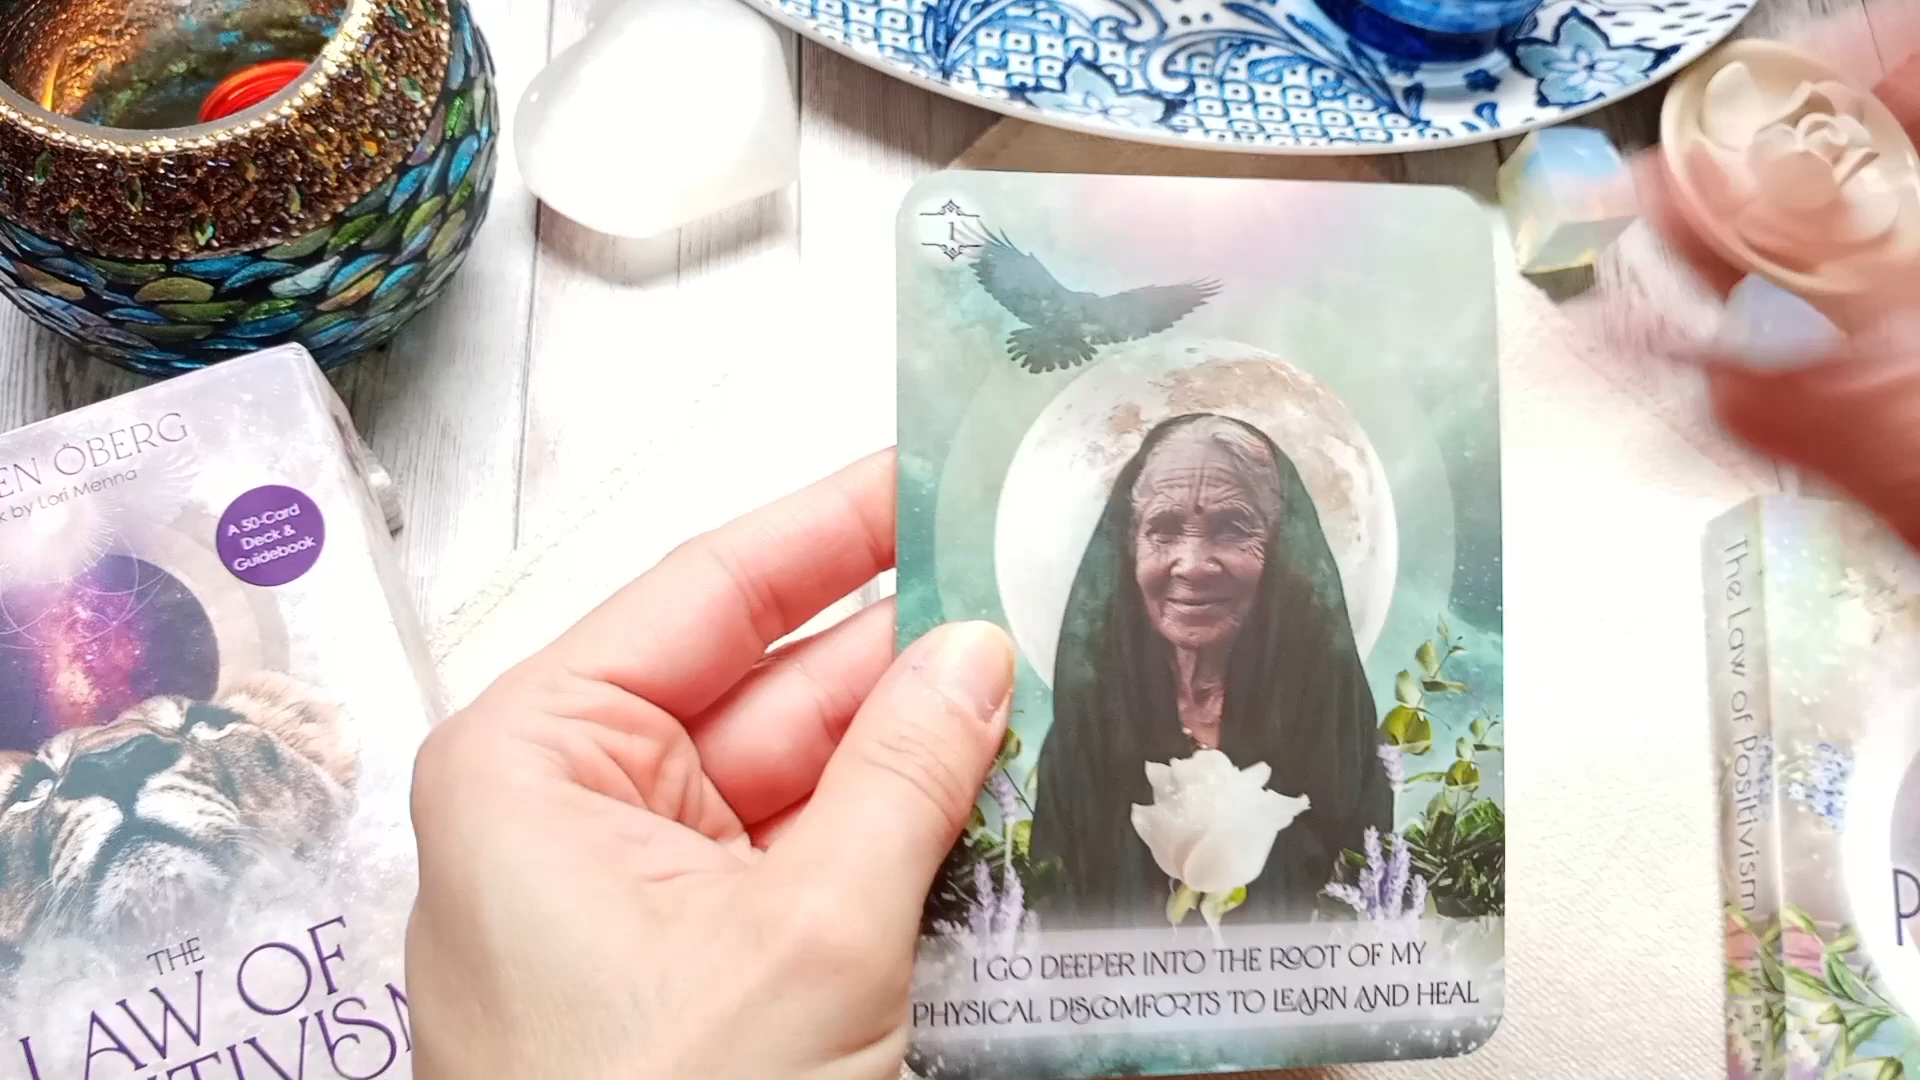 EN ÖBERG
k by Lori Menna
A 50-Card
Deck &
Guidebook
THE
LAW OF
1
I GO DEEPER INTO THE ROOT OF MY
PHYSICAL DISCOMFORTS TO LEARN AND HEAL
The Law of Positivism
P